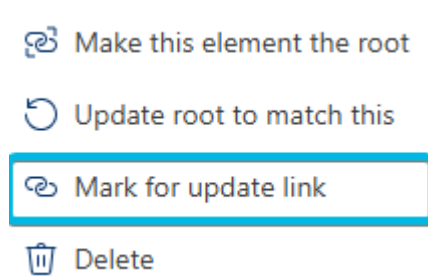 Make this element the root
Update root to match this
Mark for update link
Delete